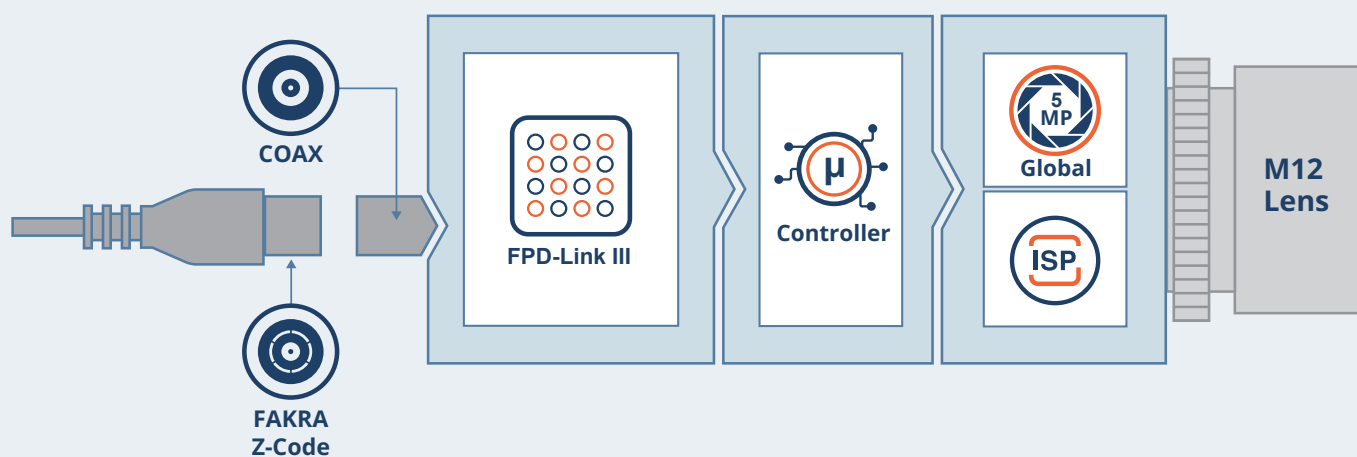 COAX
FAKRA
Z-Code
FPD-Link III
µ
Controller
5
MP
Global
ISP
M12
Lens